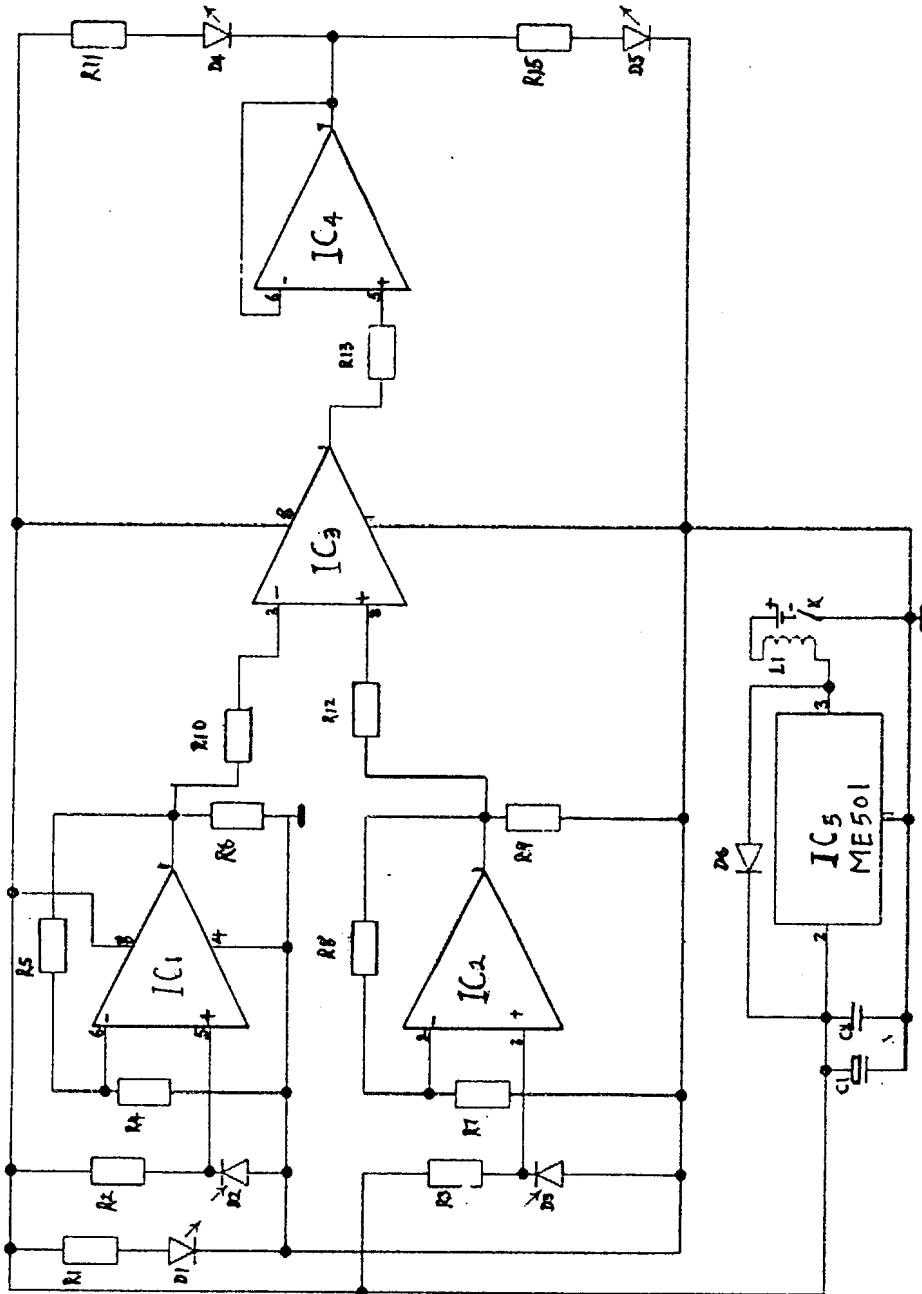 R11
D4
R15
D5
IC4
6
-
5
+
7
R13
IC3
8
-
+
R10
R12
R6
R5
IC1
8
4
6
-
5
+
R4
R2
D2
R1
D1
R9
R8
IC2
2
-
3
+
R7
R3
D3
+
-
K
L1
3
D6
IC5
ME501
2
C2
C1